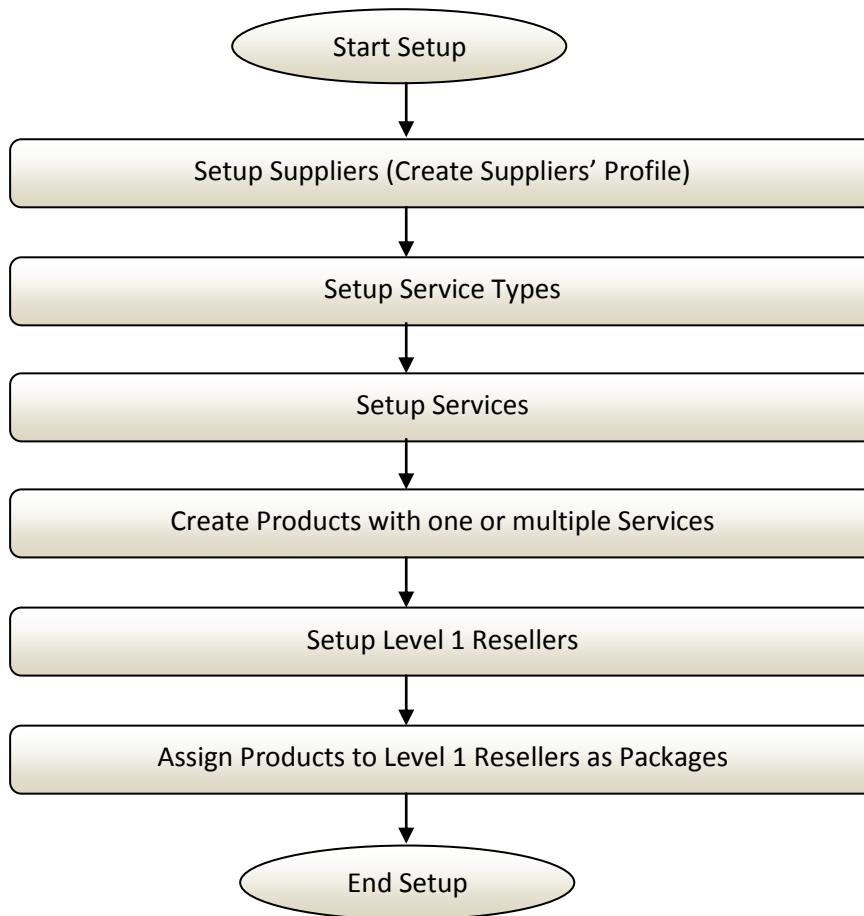 Start Setup
Setup Suppliers (Create Suppliers’ Profile)
Setup Service Types
Setup Services
Create Products with one or multiple Services
Setup Level 1 Resellers
Assign Products to Level 1 Resellers as Packages
End Setup